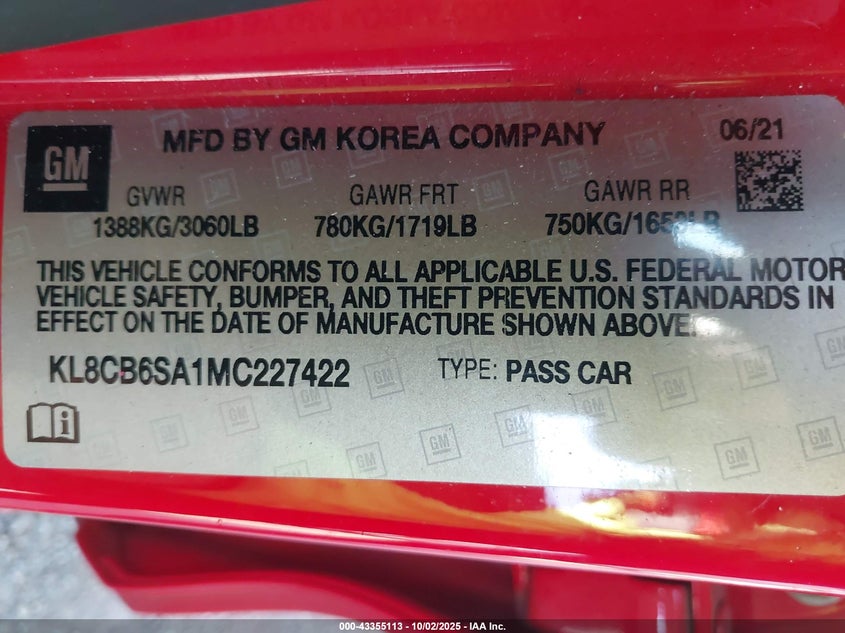 GM
MFD BY GM KOREA COMPANY
06/21
GVWR
GAWR FRT
GAWR RR
1388KG/3060LB
780KG/1719LB
THIS VEHICLE CONFORMS TO ALL APPLICABLE U.S. FEDERAL MOTOR
VEHICLE SAFETY, BUMPER, AND THEFT PREVENTION STANDARDS IN
EFFECT ON THE DATE OF MANUFACTURE SHOWN ABOVE.
KL8CB6SA1MC227422
TYPE: PASS CAR
000-43355113 - 10/02/2025 - IAA Inc.